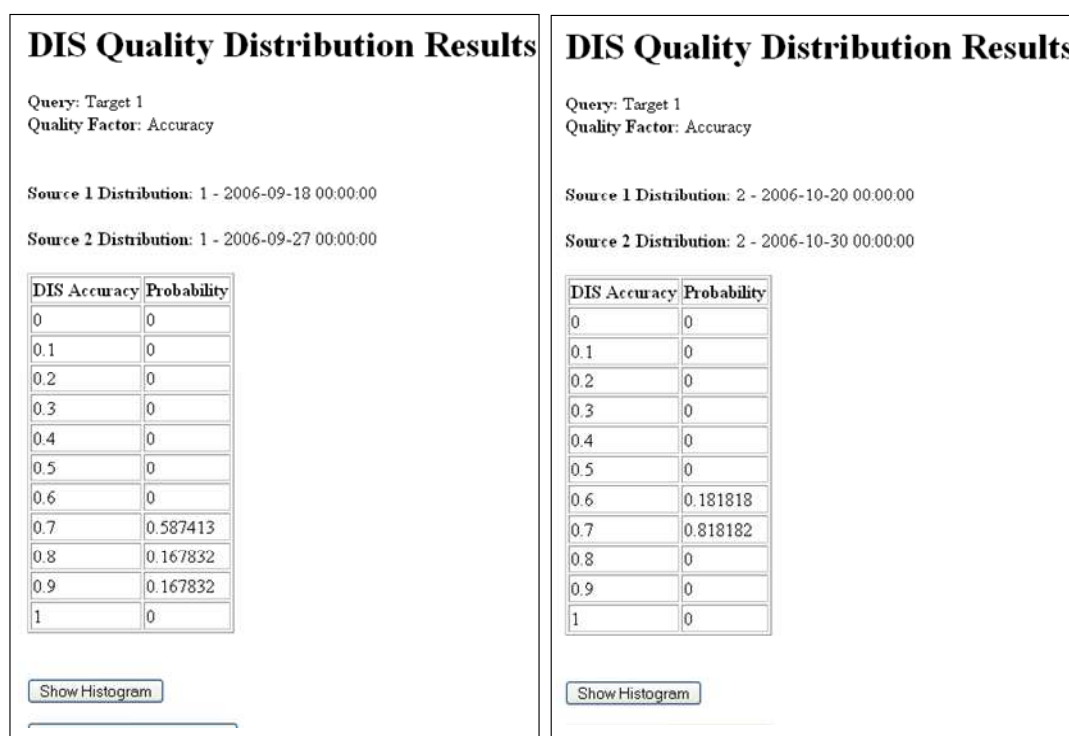 DIS Quality Distribution Results
Query: Target 1
Quality Factor: Accuracy
Source 1 Distribution: 1 - 2006-09-18 00:00:00
Source 2 Distribution: 1 - 2006-09-27 00:00:00
DIS Accuracy Probability
0 0
0.1 0
0.2 0
0.3 0
0.4 0
0.5 0
0.6 0
0.7 0.587413
0.8 0.167832
0.9 0.167832
1 0
Show Histogram
DIS Quality Distribution Results
Query: Target 1
Quality Factor: Accuracy
Source 1 Distribution: 2 - 2006-10-20 00:00:00
Source 2 Distribution: 2 - 2006-10-30 00:00:00
DIS Accuracy Probability
0 0
0.1 0
0.2 0
0.3 0
0.4 0
0.5 0
0.6 0.181818
0.7 0.818182
0.8 0
0.9 0
1 0
Show Histogram